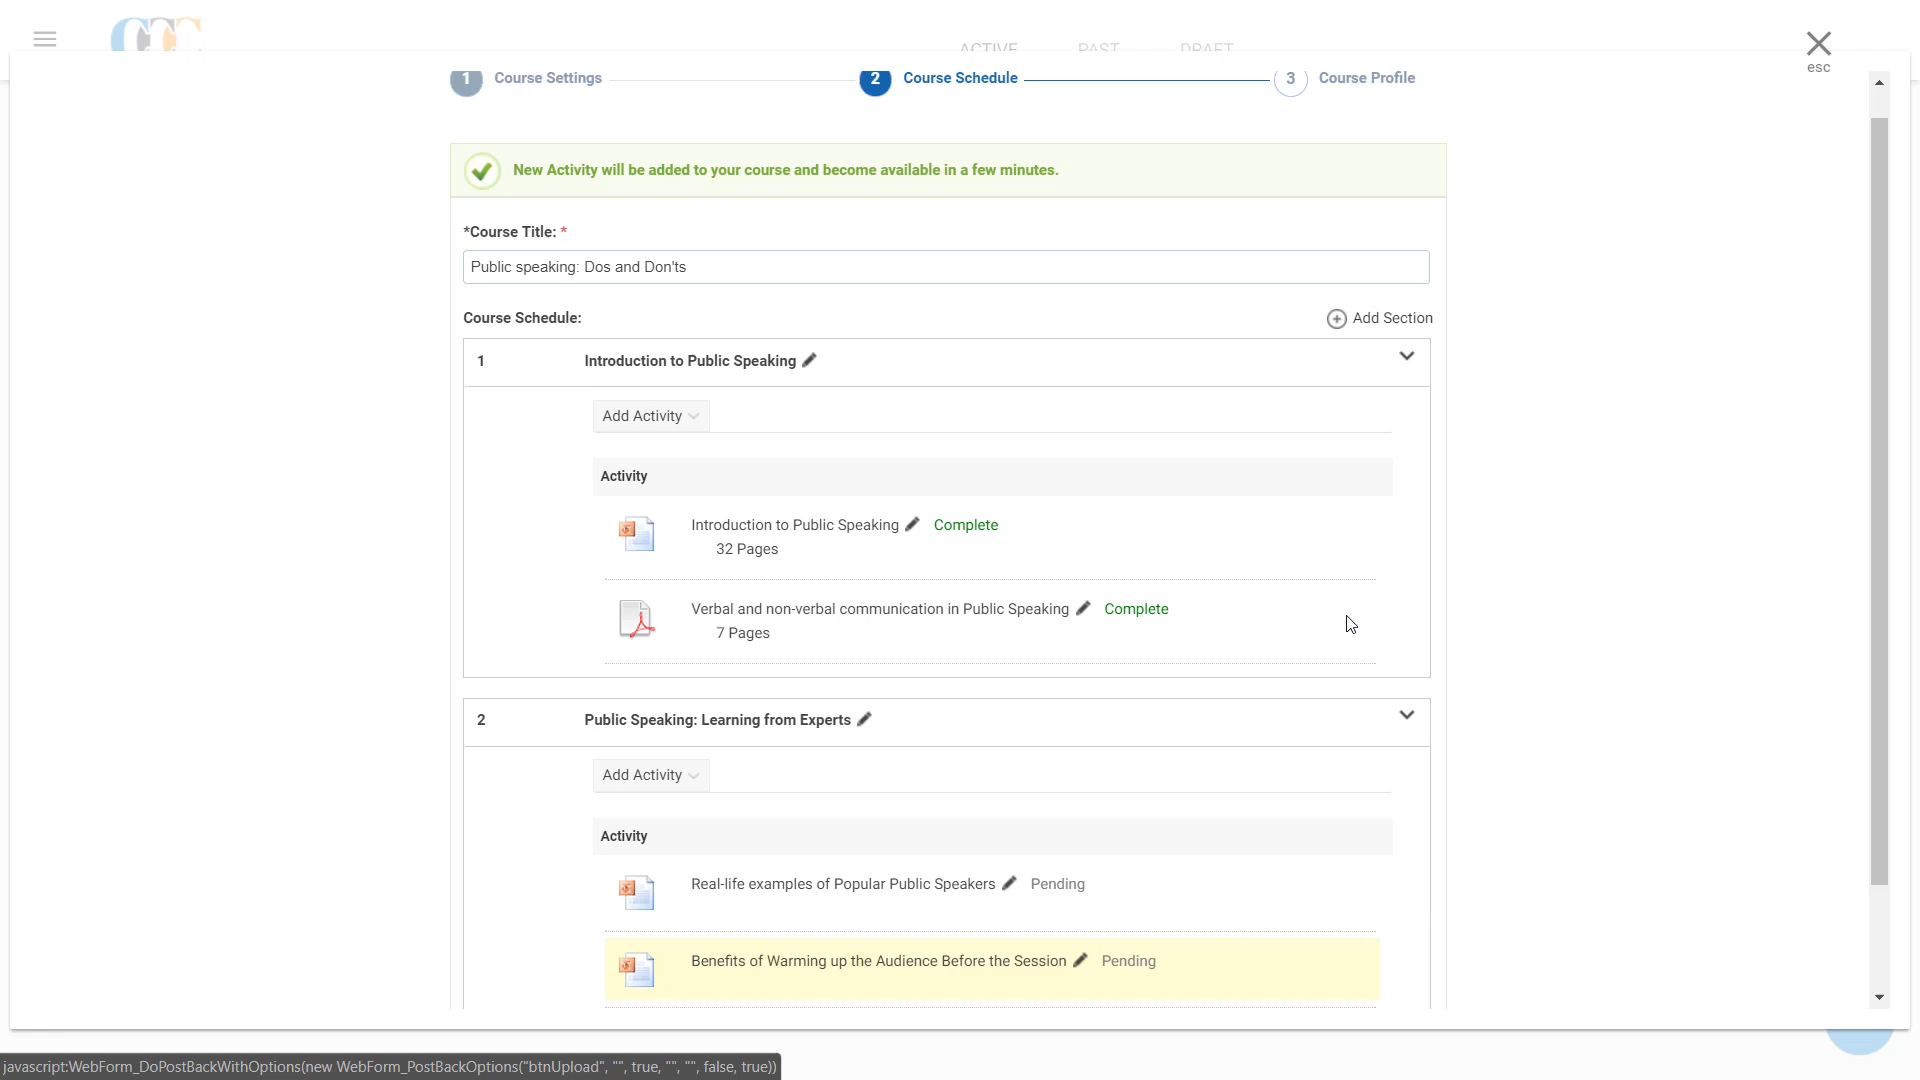 ACTIVE PAST DRAFT
esc
1 Course Settings 2 Course Schedule 3 Course Profile
New Activity will be added to your course and become available in a few minutes.
*Course Title: *
Public speaking: Dos and Don'ts
Course Schedule: Add Section
1 Introduction to Public Speaking
Add Activity
Activity
Introduction to Public Speaking Complete
32 Pages
Verbal and non-verbal communication in Public Speaking Complete
7 Pages
2 Public Speaking: Learning from Experts
Add Activity
Activity
Real-life examples of Popular Public Speakers Pending
Benefits of Warming up the Audience Before the Session Pending
javascript:WebForm_DoPostBackWithOptions(new WebForm_PostBackOptions("btnUpload", "", true, "", "", false, true))